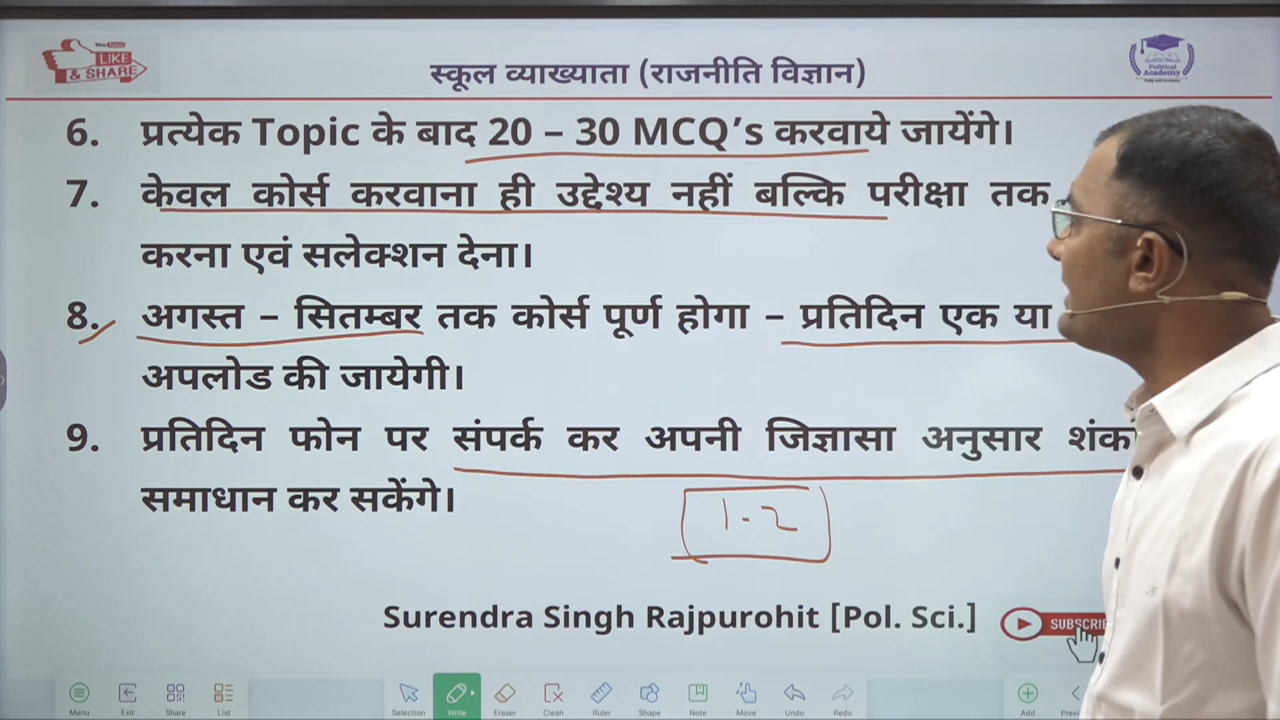 LIKE
& SHARE
स्कूल व्याख्याता (राजनीति विज्ञान)
Political
Academy
6. प्रत्येक Topic के बाद 20 – 30 MCQ’s करवाये जायेंगे।
7. केवल कोर्स करवाना ही उद्देश्य नहीं बल्कि परीक्षा तक
करना एवं सलेक्शन देना।
8. अगस्त – सितम्बर तक कोर्स पूर्ण होगा – प्रतिदिन एक या
अपलोड की जायेगी।
9. प्रतिदिन फोन पर संपर्क कर अपनी जिज्ञासा अनुसार
समाधान कर सकेंगे।
1-2
Surendra Singh Rajpurohit [Pol. Sci.]
Menu Exit Share List Selection Write Eraser Clean Ruler Shape Note Move Undo Redo Add